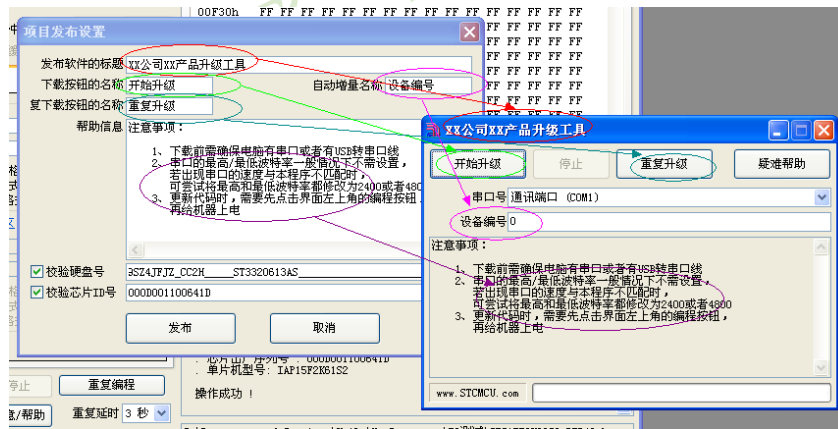 00F30h FF FF FF FF FF FF FF FF FF FF FF FF FF FF FF FF
项目发布设置
发布软件的标题 XX公司XX产品升级工具
下载按钮的名称 开始升级 自动增量名称 设备编号
复下载按钮的名称 重复升级
帮助信息 注意事项:
1、下载前需确保电脑有串口或者有USB转串口线
2、串口的最高/最低波特率一般情况下不需设置,
若出现串口的速度与本程序不匹配时,
可尝试将最高和最低波特率都修改为2400或者480
3、更新代码时,需要先点击界面左上角的编程按钮,
再给机器上电
校验硬盘号 9SZ4JFJZ_CC2H____ST3320613AS
校验芯片ID号 000D001100641D
发布 取消
XX公司XX产品升级工具
开始升级 停止 重复升级 疑难帮助
串口号 通讯端口 (COM1)
设备编号 0
注意事项:
1、下载前需确保电脑有串口或者有USB转串口线
2、串口的最高/最低波特率一般情况下不需设置,
若出现串口的速度与本程序不匹配时,
可尝试将最高和最低波特率都修改为2400或者4800
3、更新代码时,需要先点击界面左上角的编程按钮,
再给机器上电
www.STCMCU.com
. 芯片出厂序列号 : 000D001100641D
. 单片机型号: IAP15F2K61S2
操作成功 !
停止 重复编程
/帮助 重复延时 3 秒